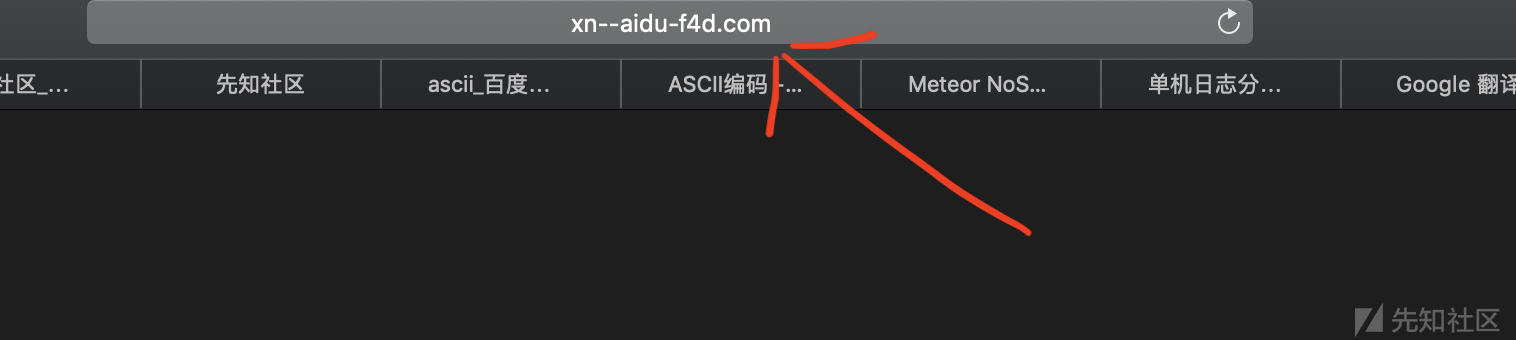 xn--aidu-f4d.com
社区_...
先知社区
ascii_百度...
ASCII编码 -...
Meteor NoS...
单机日志分...
Google 翻译
先知社区